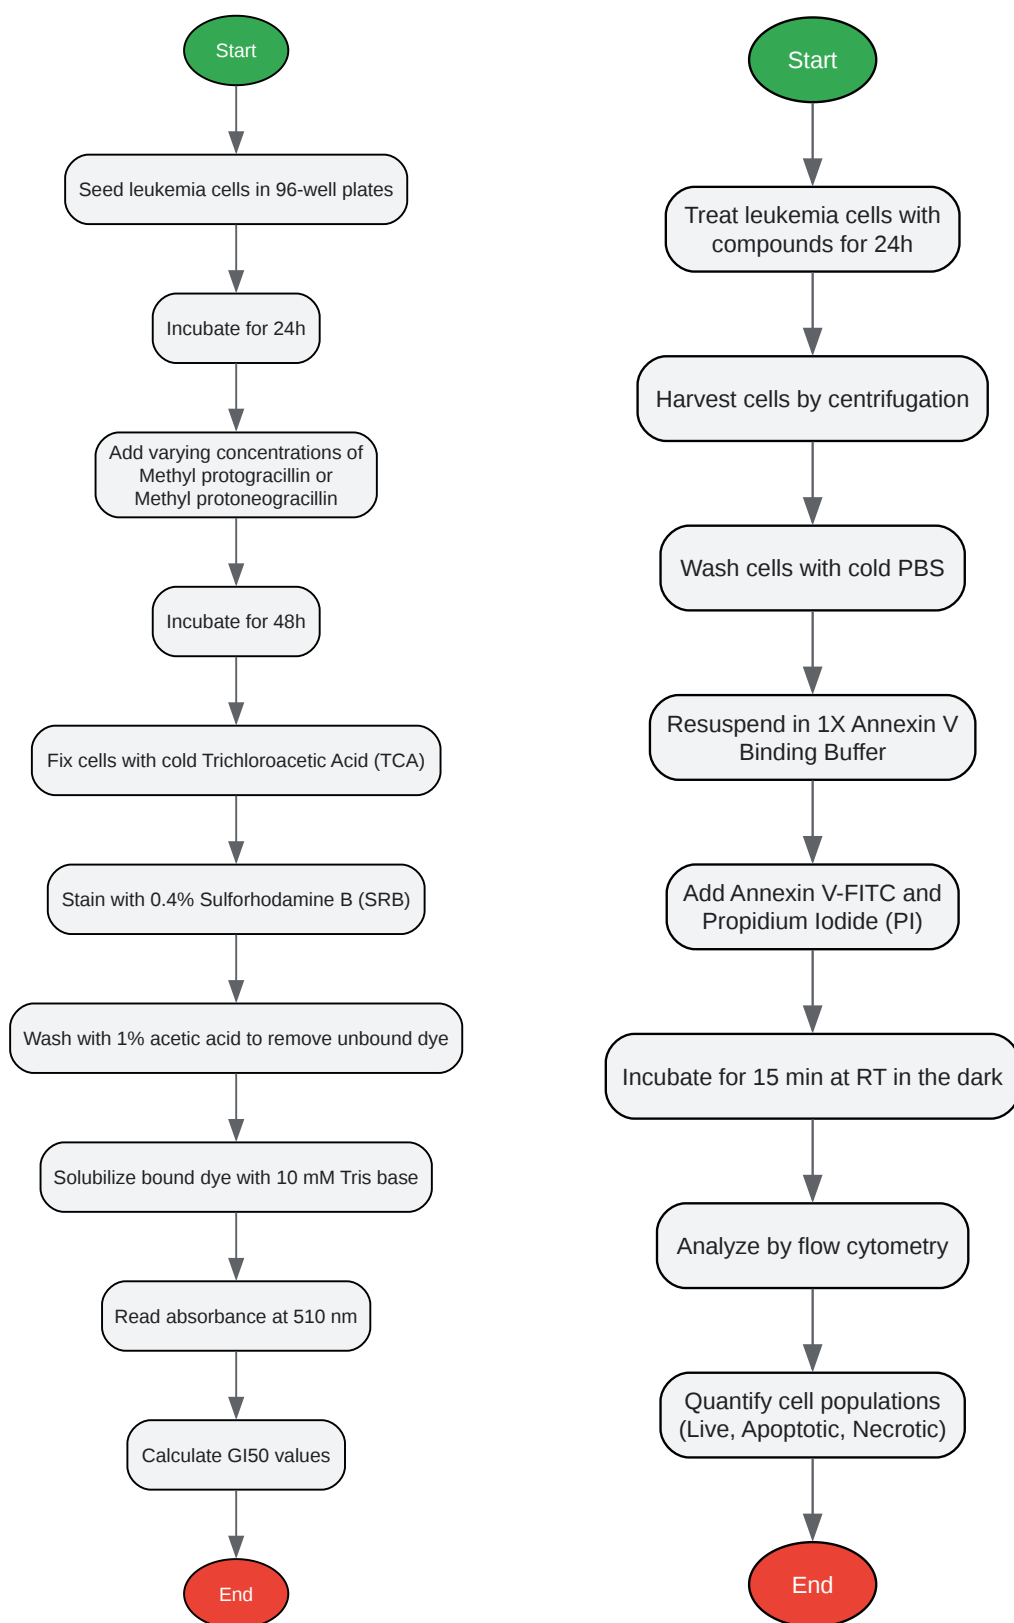 Start
Seed leukemia cells in 96-well plates
Incubate for 24h
Add varying concentrations of
Methyl protogracillin or
Methyl protoneogracillin
Incubate for 48h
Fix cells with cold Trichloroacetic Acid (TCA)
Stain with 0.4% Sulforhodamine B (SRB)
Wash with 1% acetic acid to remove unbound dye
Solubilize bound dye with 10 mM Tris base
Read absorbance at 510 nm
Calculate GI50 values
End
Start
Treat leukemia cells with
compounds for 24h
Harvest cells by centrifugation
Wash cells with cold PBS
Resuspend in 1X Annexin V
Binding Buffer
Add Annexin V-FITC and
Propidium Iodide (PI)
Incubate for 15 min at RT in the dark
Analyze by flow cytometry
Quantify cell populations
(Live, Apoptotic, Necrotic)
End